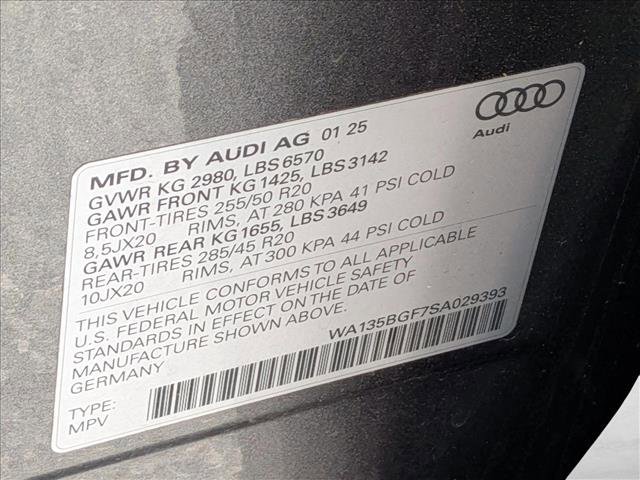 Audi
MFD. BY AUDI AG 01 25
GVWR KG 2980, LBS 6570
GAWR FRONT KG 1425, LBS 3142
FRONT-TIRES 255/50 R20
8,5JX20 RIMS, AT 280 KPA 41 PSI COLD
GAWR REAR KG 1655, LBS 3649
REAR-TIRES 285/45 R20
10JX20 RIMS, AT 300 KPA 44 PSI COLD
THIS VEHICLE CONFORMS TO ALL APPLICABLE
U.S. FEDERAL MOTOR VEHICLE SAFETY
STANDARDS IN EFFECT ON THE DATE OF
MANUFACTURE SHOWN ABOVE.
GERMANY
WA135BGF7SA029393
TYPE:
MPV